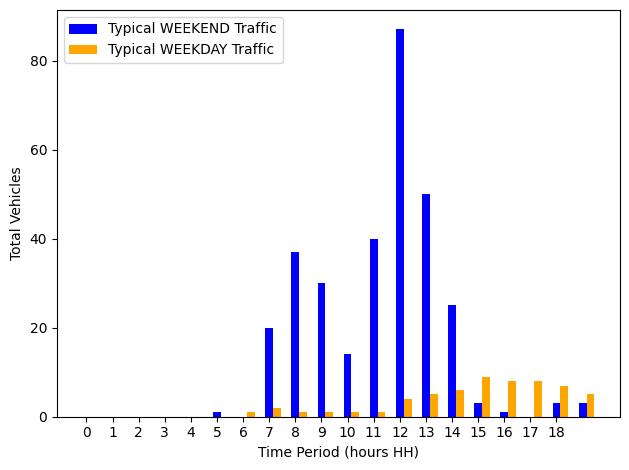 Typical WEEKEND Traffic
Typical WEEKDAY Traffic
80
60
40
20
0
Total Vehicles
0 1 2 3 4 5 6 7 8 9 10 11 12 13 14 15 16 17 18
Time Period (hours HH)